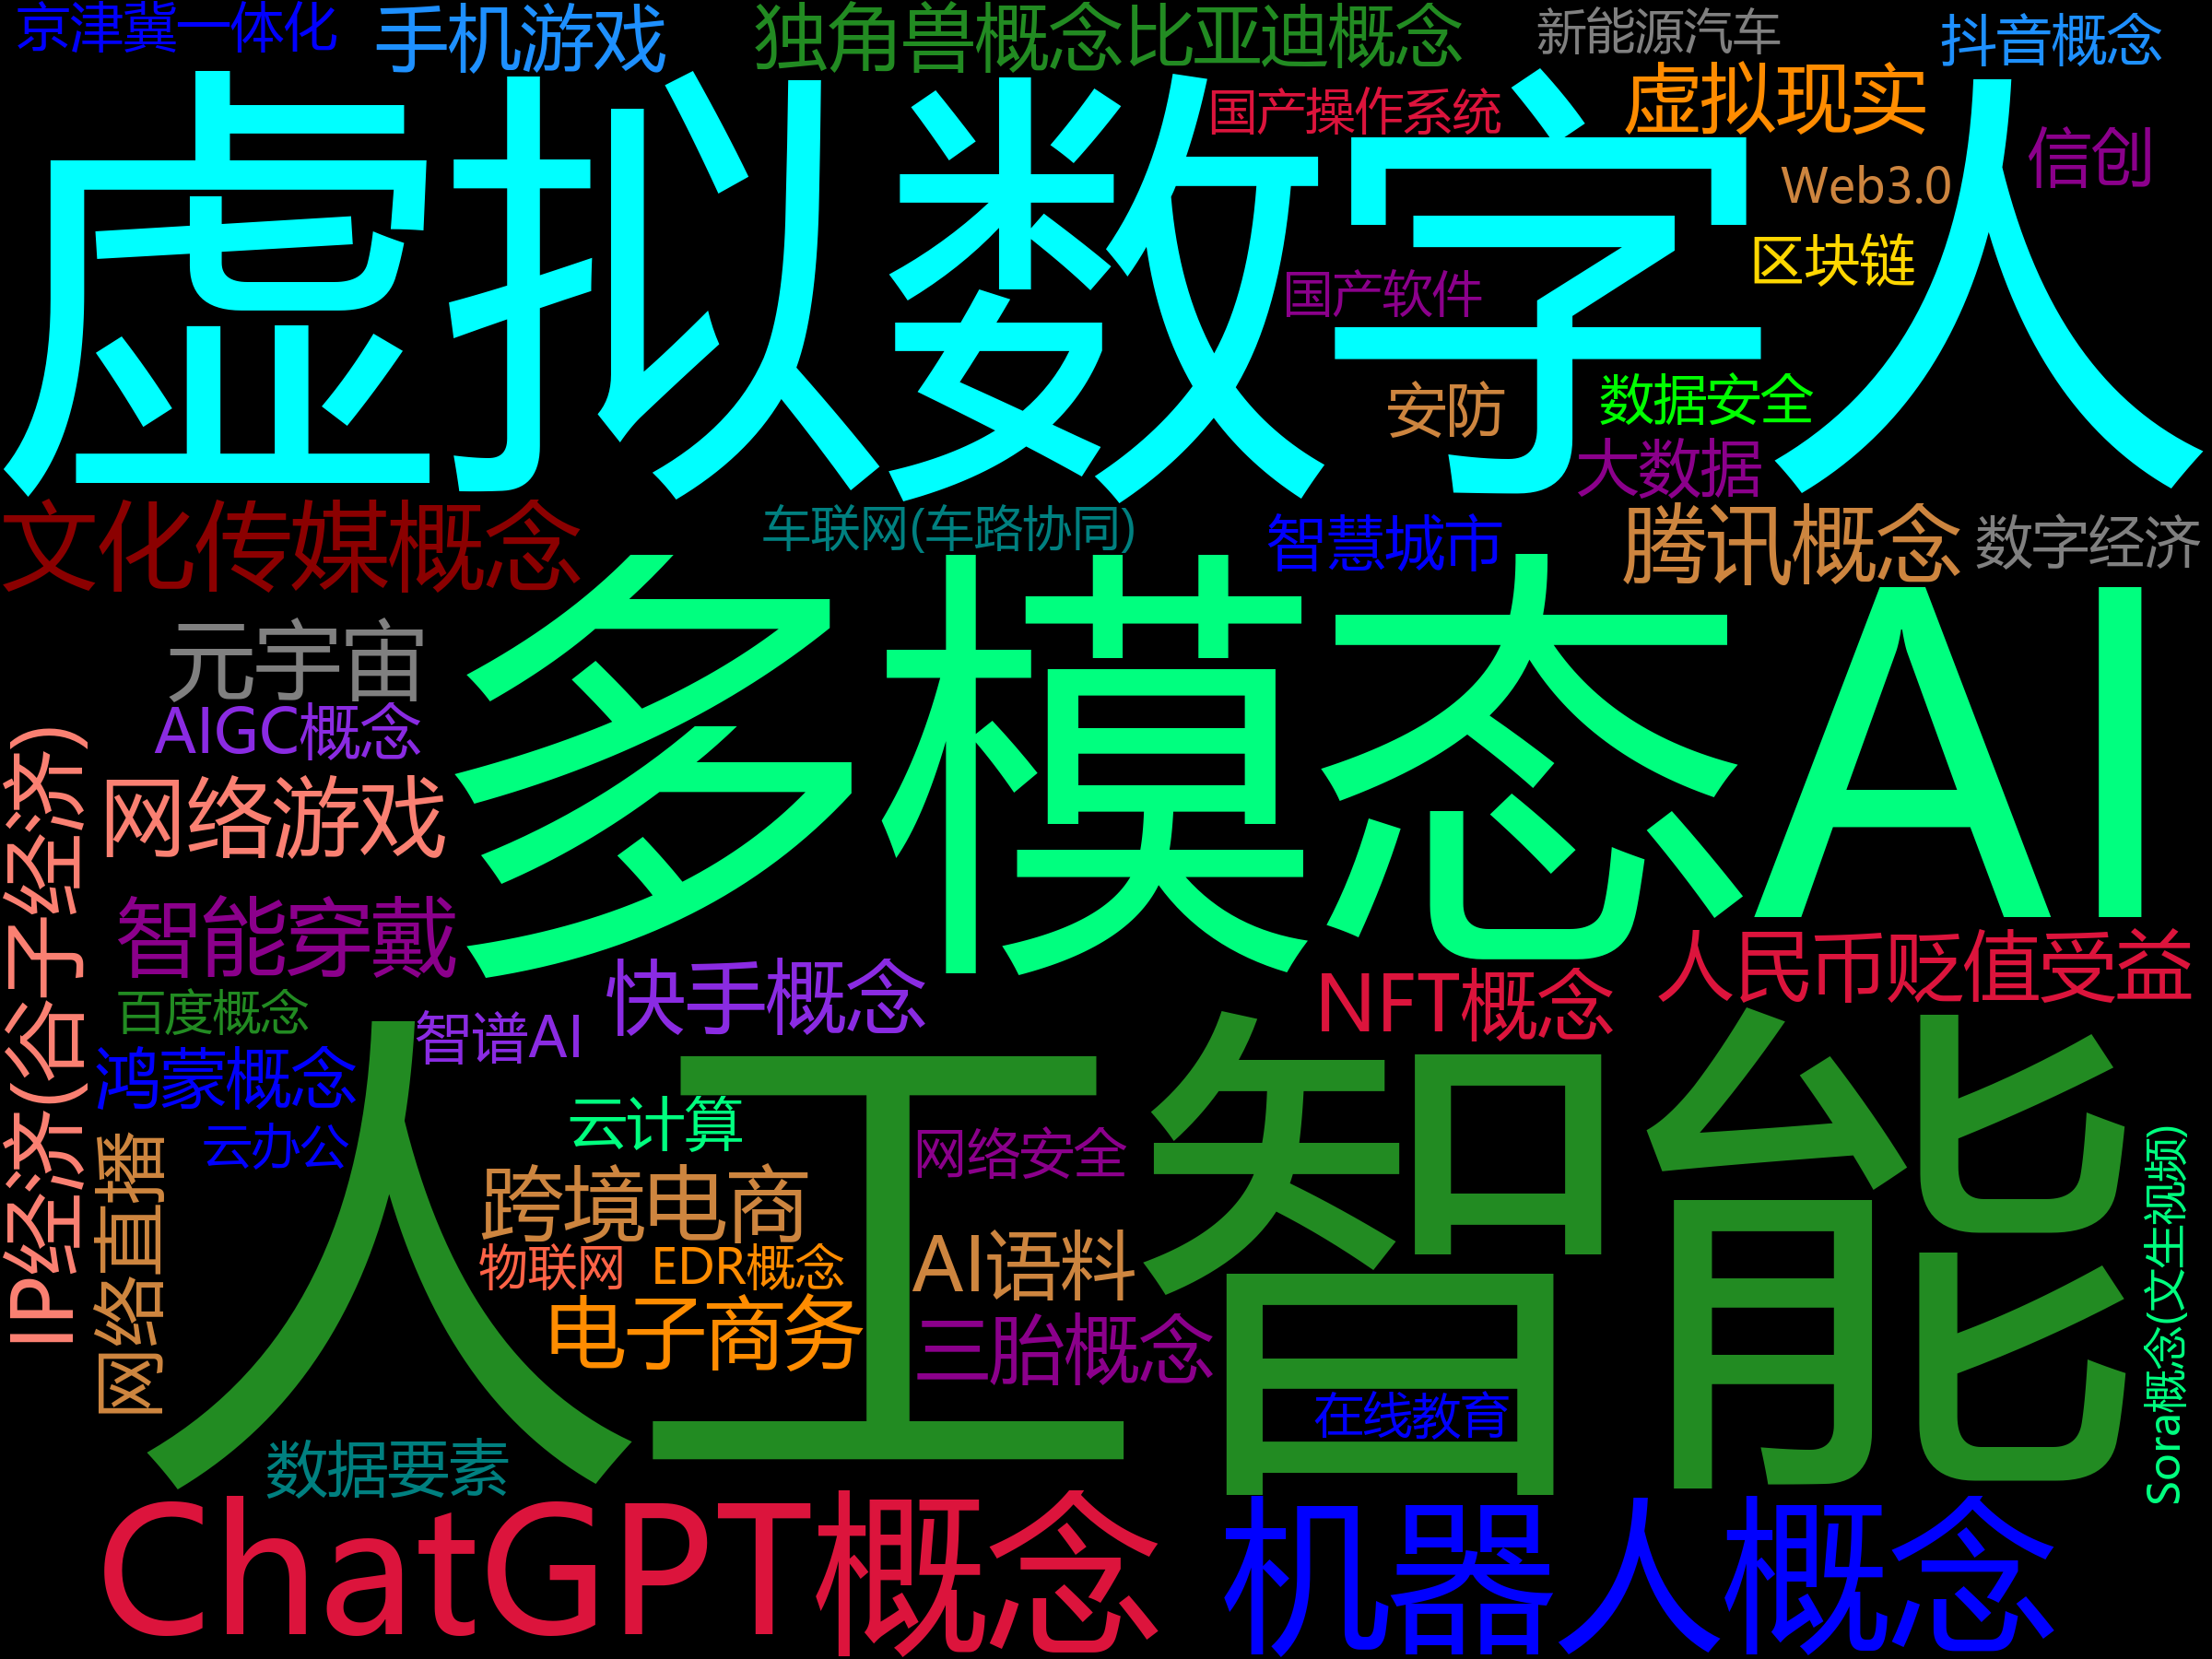 京津冀一体化
手机游戏
独角兽概念
比亚迪概念
新能源汽车
抖音概念
国产操作系统
虚拟现实
虚拟数字人
信创
Web3.0
区块链
国产软件
安防
数据安全
大数据
文化传媒概念
车联网(车路协同)
智慧城市
腾讯概念
数字经济
元宇宙
AIGC概念
多模态AI
网络游戏
IP经济(谷子经济)
智能穿戴
快手概念
NFT概念
人民币贬值受益
百度概念
智谱AI
鸿蒙概念
云办公
云计算
网络安全
人工智能
网络直播
跨境电商
物联网
EDR概念
AI语料
电子商务
三胎概念
在线教育
Sora概念(文生视频)
数据要素
ChatGPT概念
机器人概念